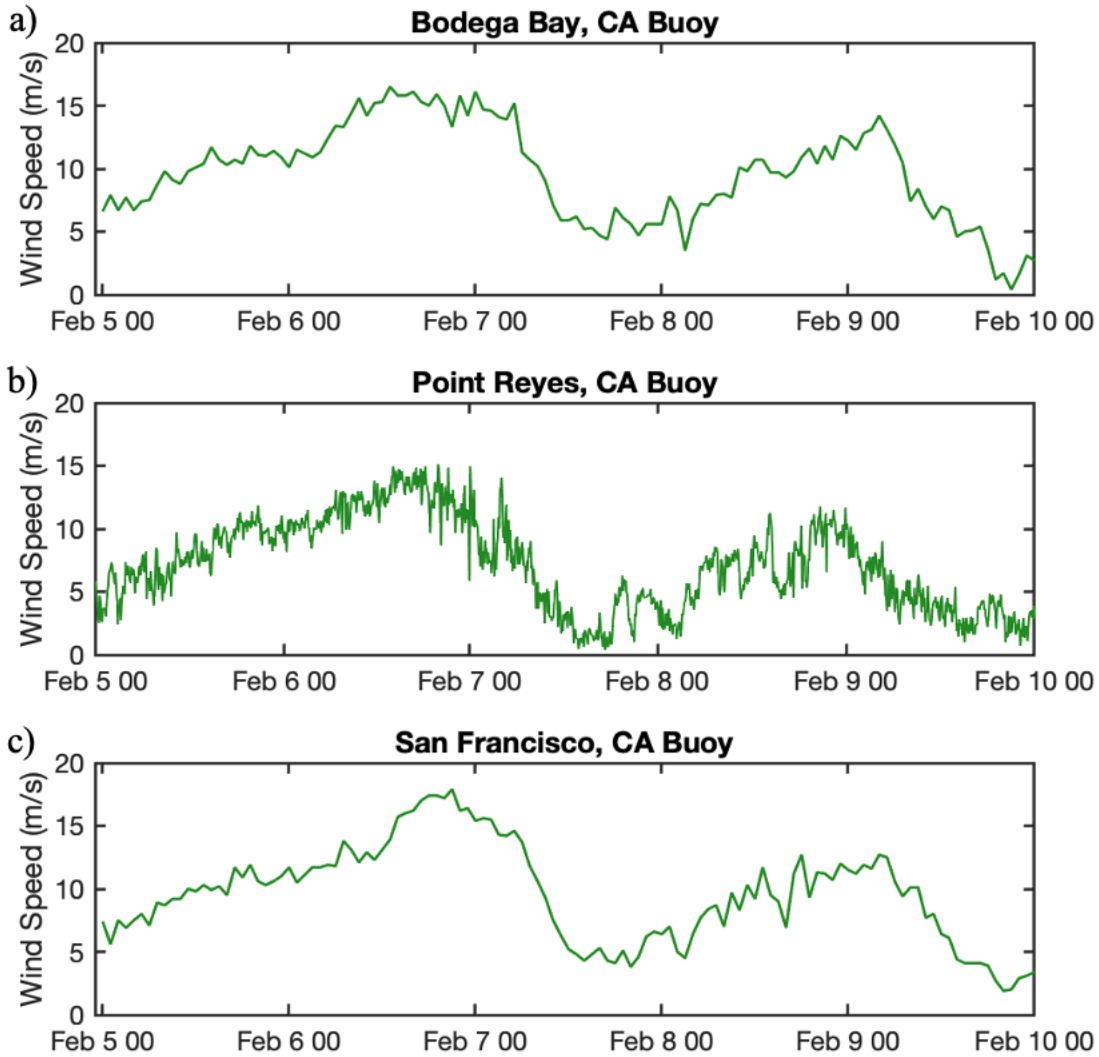 a)
Bodega Bay, CA Buoy
Wind Speed (m/s)
20
15
10
5
0
Feb 5 00 Feb 6 00 Feb 7 00 Feb 8 00 Feb 9 00 Feb 10 00
b)
Point Reyes, CA Buoy
Wind Speed (m/s)
20
15
10
5
0
Feb 5 00 Feb 6 00 Feb 7 00 Feb 8 00 Feb 9 00 Feb 10 00
c)
San Francisco, CA Buoy
Wind Speed (m/s)
20
15
10
5
0
Feb 5 00 Feb 6 00 Feb 7 00 Feb 8 00 Feb 9 00 Feb 10 00